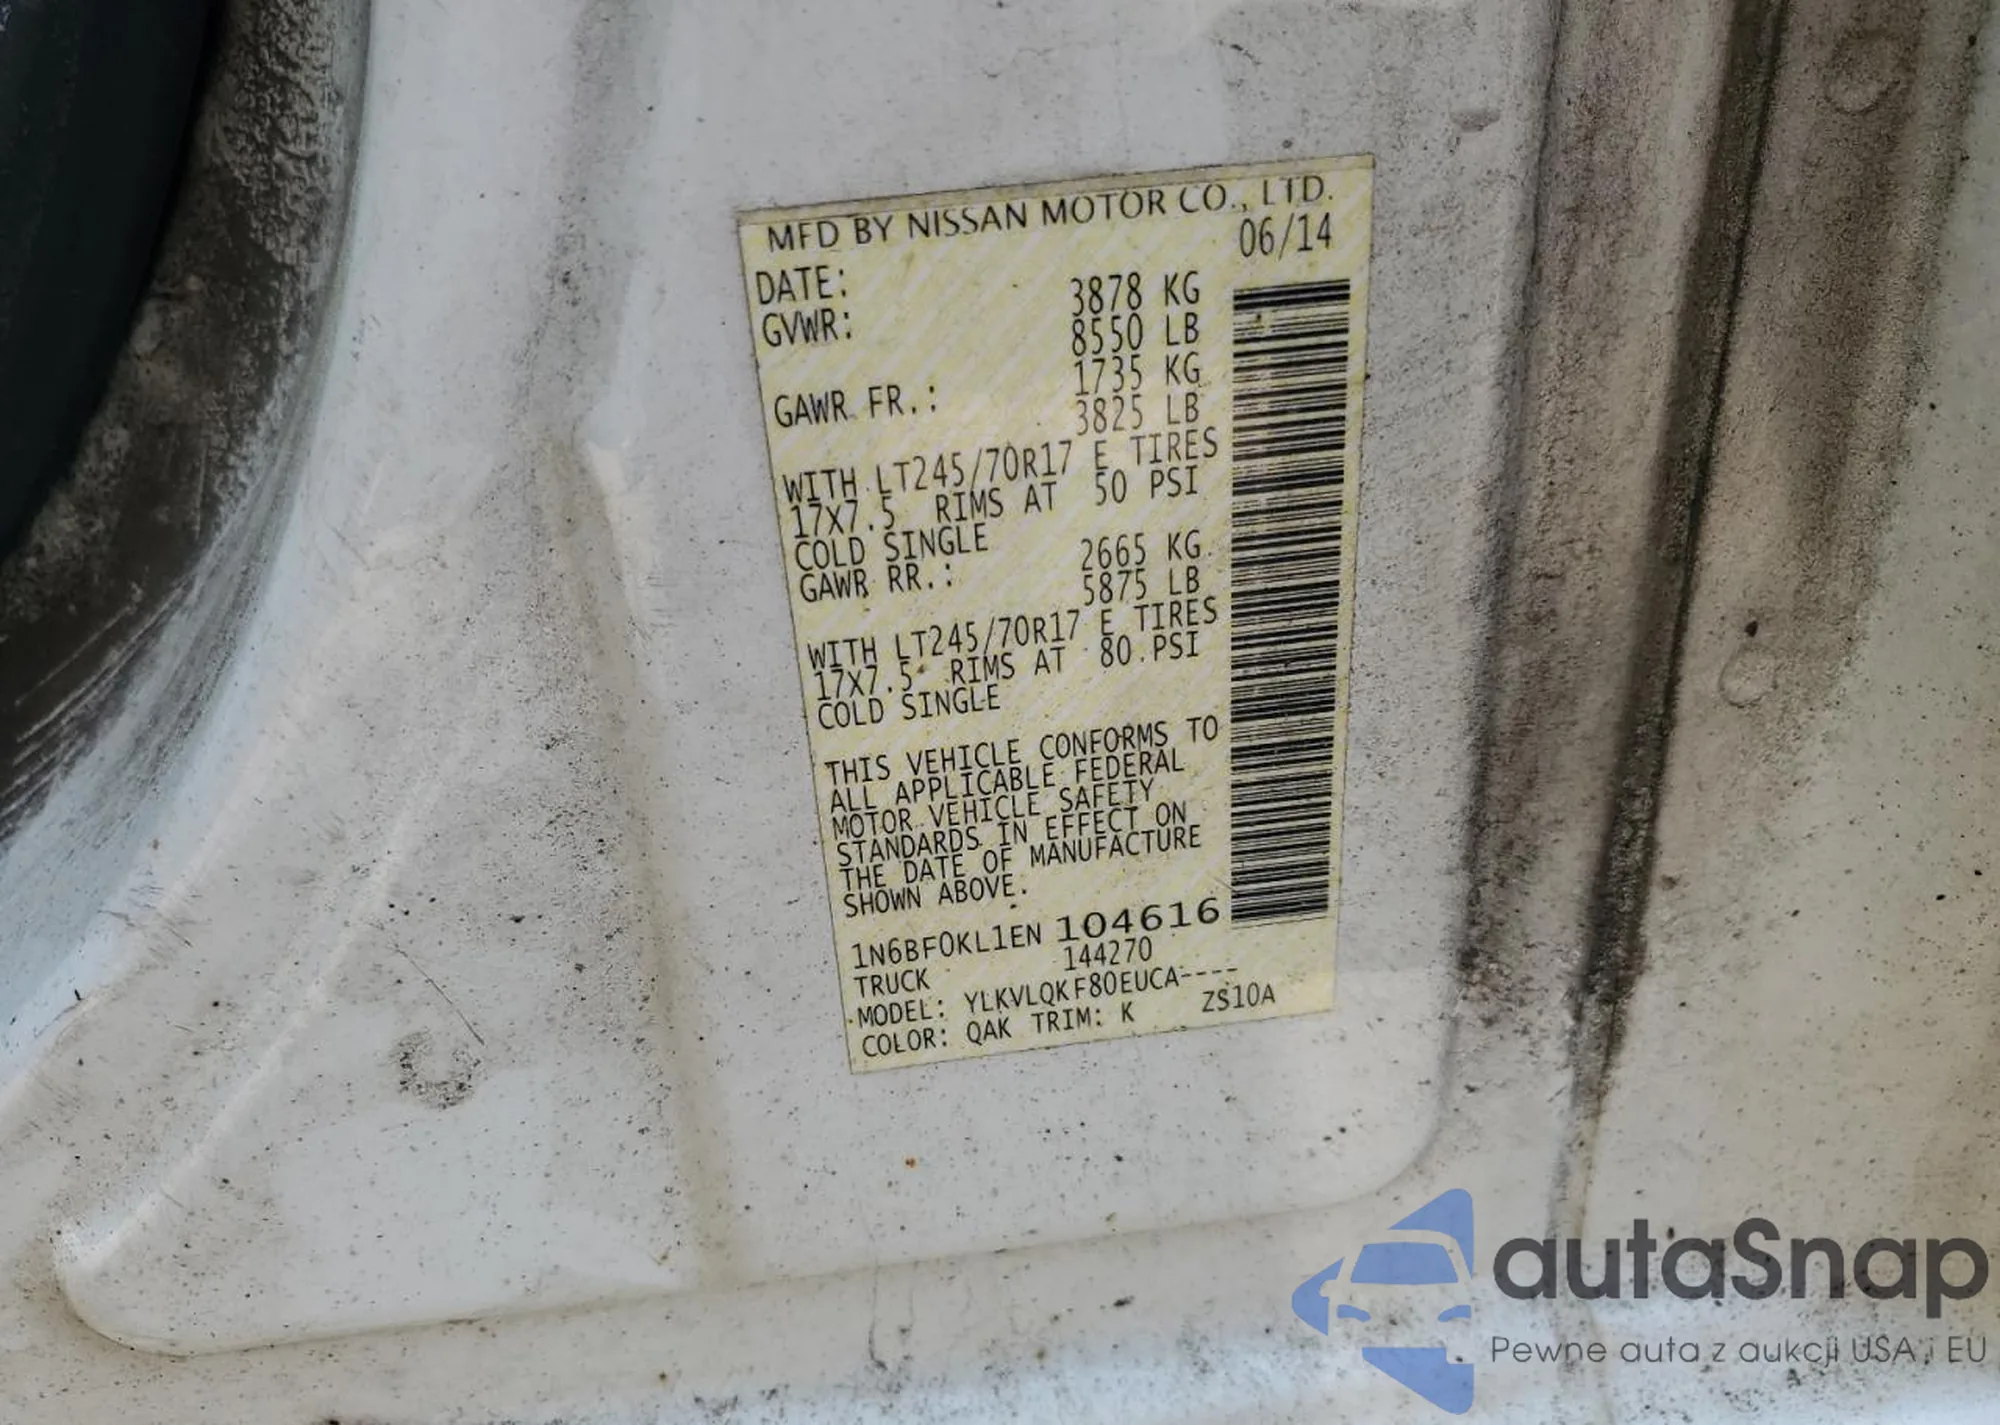 MFD BY NISSAN MOTOR CO., LTD.
DATE: 06/14
GVWR: 3878 KG
8550 LB
GAWR FR.: 1735 KG
3825 LB
WITH LT245/70R17 E TIRES
17X7.5 RIMS AT 50 PSI
COLD SINGLE
GAWR RR.: 2665 KG
5875 LB
WITH LT245/70R17 E TIRES
17X7.5 RIMS AT 80 PSI
COLD SINGLE
THIS VEHICLE CONFORMS TO
ALL APPLICABLE FEDERAL
MOTOR VEHICLE SAFETY
STANDARDS IN EFFECT ON
THE DATE OF MANUFACTURE
SHOWN ABOVE.
1N6BF0KL1EN 104616
TRUCK 144270
MODEL: YLKVLQKF80EUCA----
COLOR: QAK TRIM: K ZS10A
autaSnap
Pewne auta z aukcji USA i EU